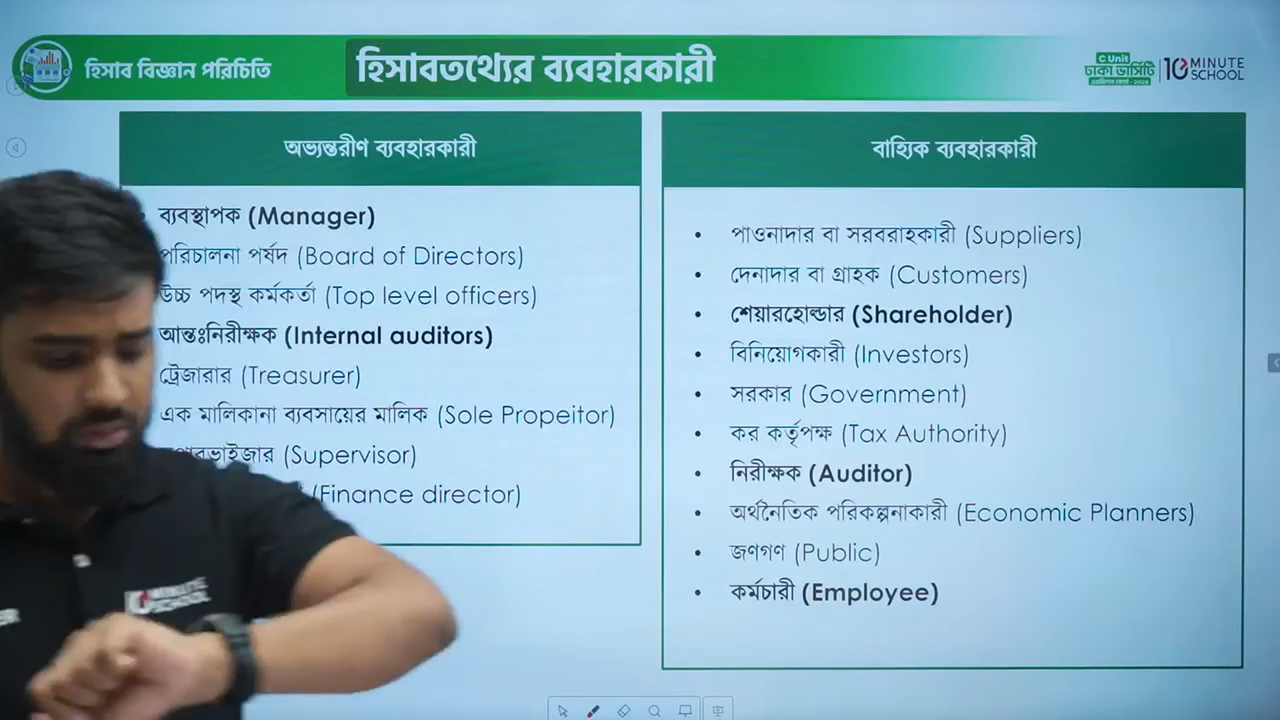 হিসাব বিজ্ঞান পরিচিতি
হিসাবতথ্যের ব্যবহারকারী
C Unit
ঢাকা ভার্সিটি
10 MINUTE SCHOOL
অভ্যন্তরীণ ব্যবহারকারী
ব্যবস্থাপক (Manager)
পরিচালনা পর্ষদ (Board of Directors)
উচ্চ পদস্থ কর্মকর্তা (Top level officers)
আন্তঃনিরীক্ষক (Internal auditors)
ট্রেজারার (Treasurer)
এক মালিকানা ব্যবসায়ের মালিক (Sole Propeitor)
(Supervisor)
(Finance director)
বাহ্যিক ব্যবহারকারী
পাওনাদার বা সরবরাহকারী (Suppliers)
দেনাদার বা গ্রাহক (Customers)
শেয়ারহোল্ডার (Shareholder)
বিনিয়োগকারী (Investors)
সরকার (Government)
কর কর্তৃপক্ষ (Tax Authority)
নিরীক্ষক (Auditor)
অর্থনৈতিক পরিকল্পনাকারী (Economic Planners)
জণগণ (Public)
কর্মচারী (Employee)
10 MINUTE SCHOOL